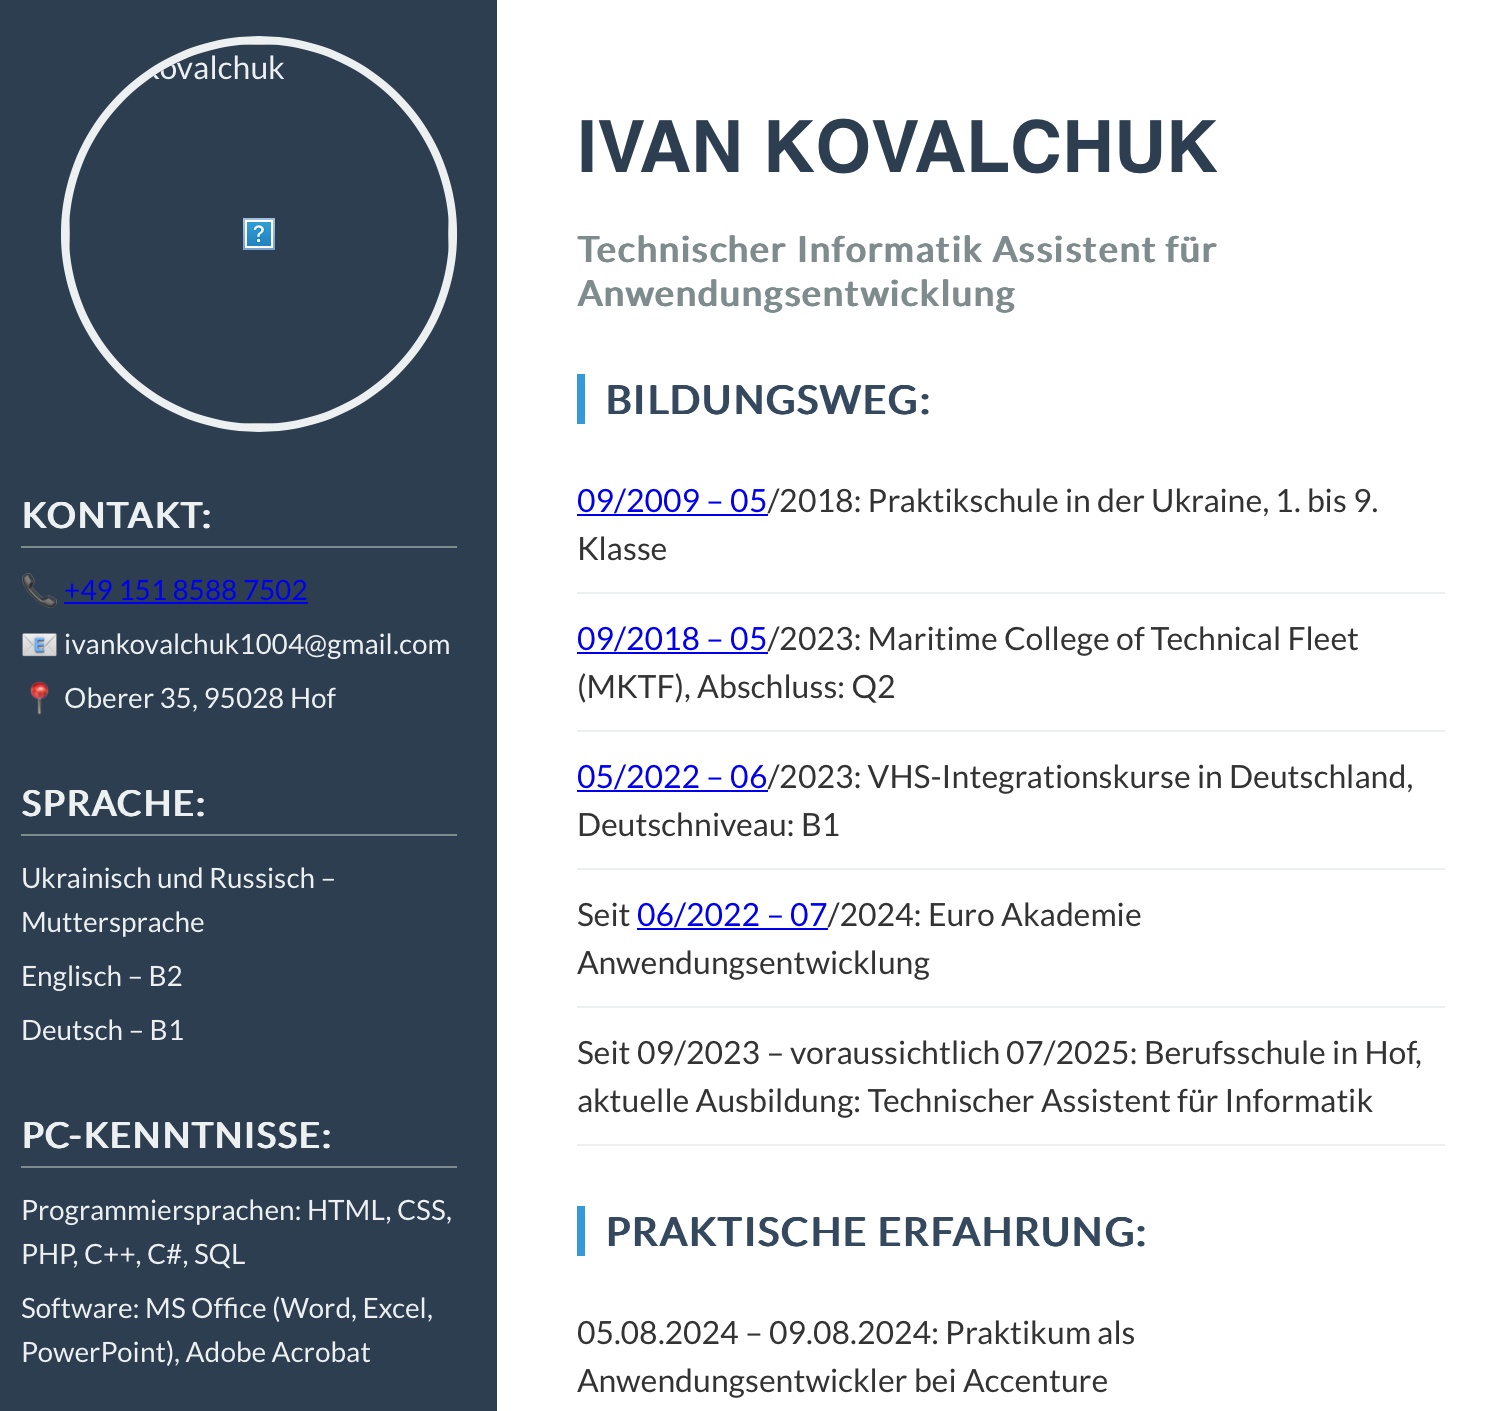 ovalchuk
KONTAKT:
+49 151 8588 7502
ivankovalchuk1004@gmail.com
Oberer 35, 95028 Hof
SPRACHE:
Ukrainisch und Russisch –
Muttersprache
Englisch – B2
Deutsch – B1
PC-KENNTNISSE:
Programmiersprachen: HTML, CSS,
PHP, C++, C#, SQL
Software: MS Office (Word, Excel,
PowerPoint), Adobe Acrobat
IVAN KOVALCHUK
Technischer Informatik Assistent für
Anwendungsentwicklung
BILDUNGSWEG:
09/2009 – 05/2018: Praktikschule in der Ukraine, 1. bis 9.
Klasse
09/2018 – 05/2023: Maritime College of Technical Fleet
(MKTF), Abschluss: Q2
05/2022 – 06/2023: VHS-Integrationskurse in Deutschland,
Deutschniveau: B1
Seit 06/2022 – 07/2024: Euro Akademie
Anwendungsentwicklung
Seit 09/2023 – voraussichtlich 07/2025: Berufsschule in Hof,
aktuelle Ausbildung: Technischer Assistent für Informatik
PRAKTISCHE ERFAHRUNG:
05.08.2024 – 09.08.2024: Praktikum als
Anwendungsentwickler bei Accenture